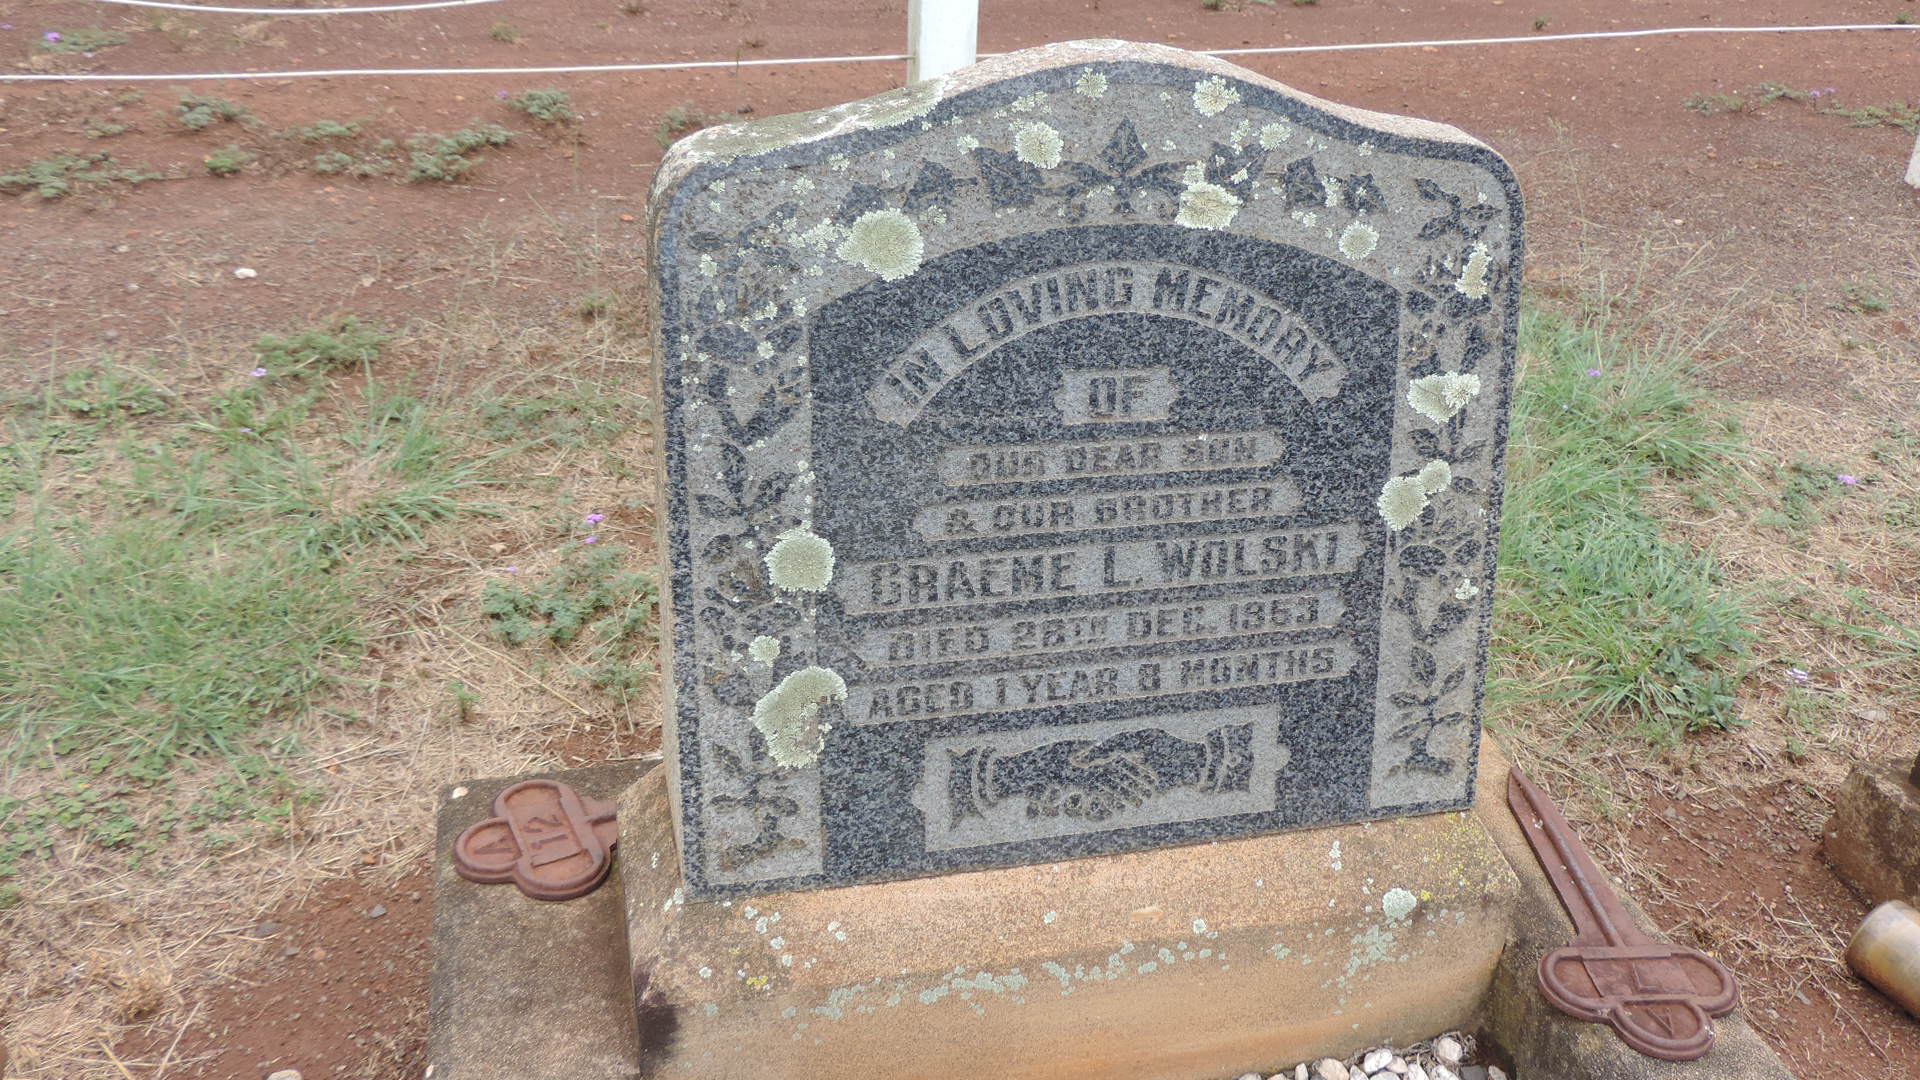 IN LOVING MEMORY
OF
OUR DEAR SON
& OUR BROTHER
GRAEME L. WOLSKI
DIED 28TH DEC. 1953
AGED 1 YEAR 8 MONTHS
A
112
L
A